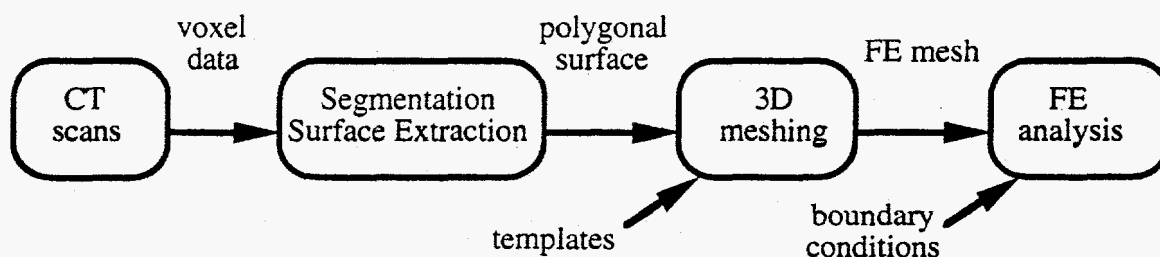 voxel
data
polygonal
surface
FE mesh
CT
scans
Segmentation
Surface Extraction
3D
meshing
FE
analysis
templates
boundary
conditions